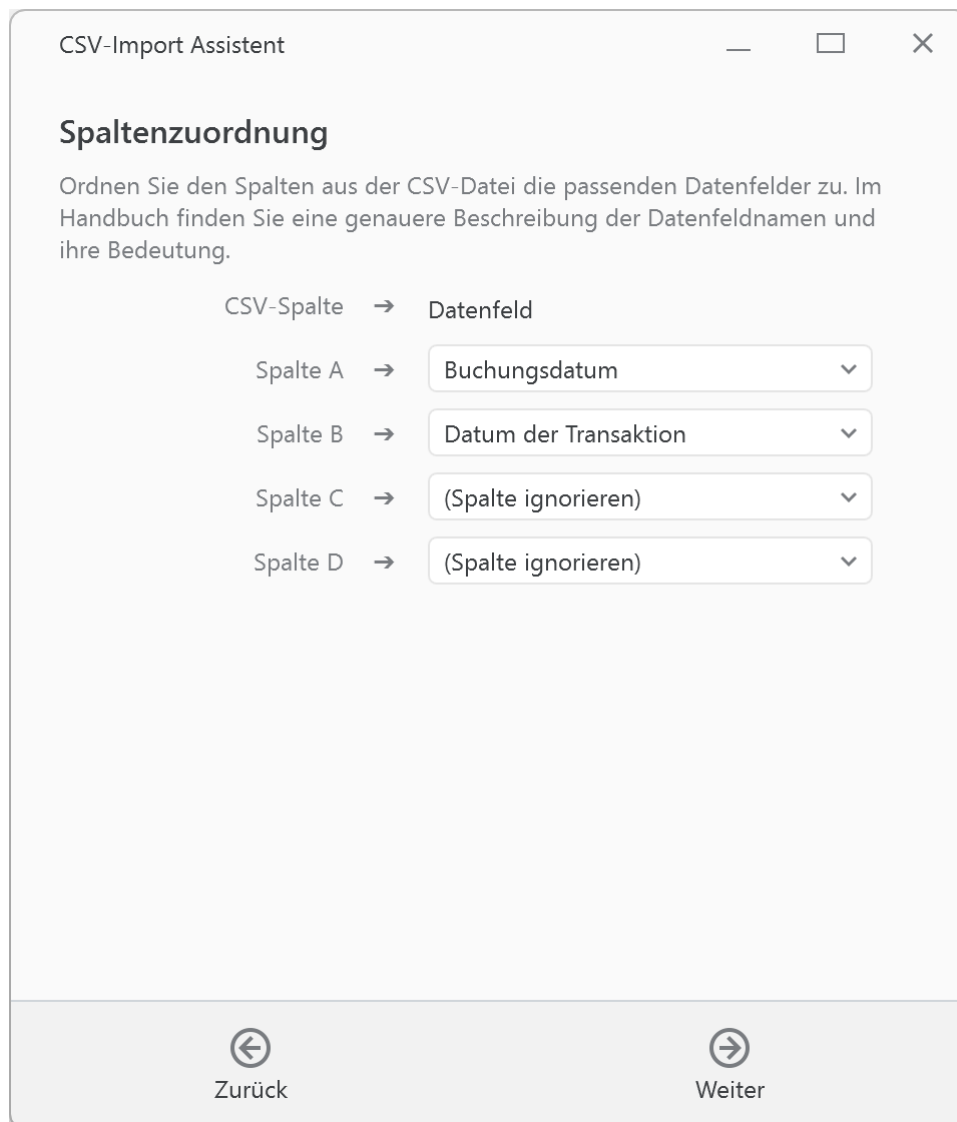 CSV-Import Assistent
Spaltenzuordnung
Ordnen Sie den Spalten aus der CSV-Datei die passenden Datenfelder zu. Im
Handbuch finden Sie eine genauere Beschreibung der Datenfeldnamen und
ihre Bedeutung.
CSV-Spalte ➔ Datenfeld
Spalte A ➔ Buchungsdatum
Spalte B ➔ Datum der Transaktion
Spalte C ➔ (Spalte ignorieren)
Spalte D ➔ (Spalte ignorieren)
Zurück Weiter